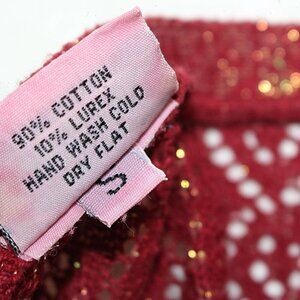 90% COTTON
10% LUREX
HAND WASH COLD
DRY FLAT
S